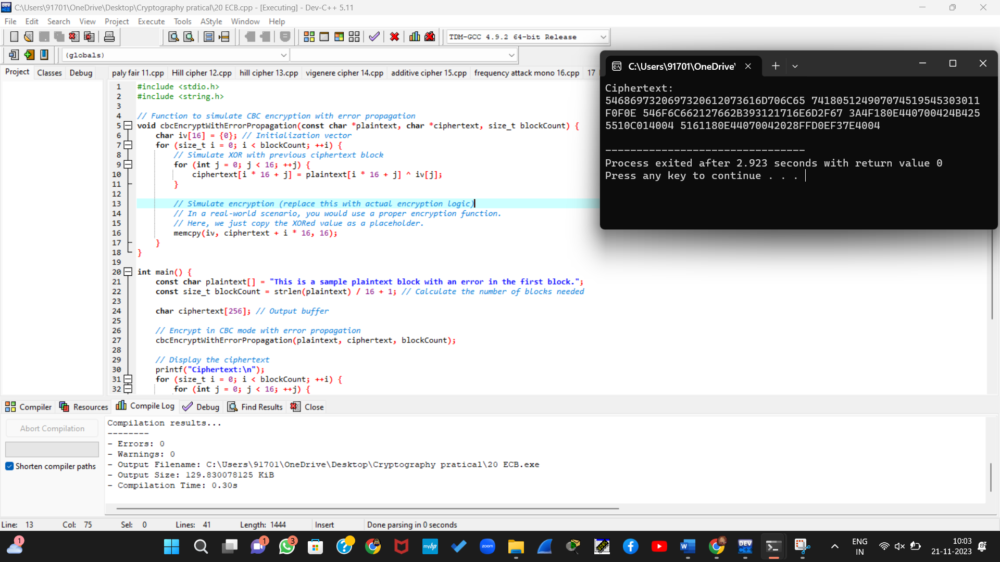 C:\Users\91701\OneDrive\Desktop\Cryptography pratical\20 ECB.cpp - [Executing] - Dev-C++ 5.11
File Edit Search View Project Execute Tools AStyle Window Help
TDM-GCC 4.9.2 64-bit Release
(globals)
Project Classes Debug
paly fair 11.cpp Hill cipher 12.cpp hill cipher 13.cpp vigenere cipher 14.cpp additive cipher 15.cpp frequency attack mono 16.cpp 17
1 #include <stdio.h>
2 #include <string.h>
3
4 // Function to simulate CBC encryption with error propagation
5 void cbcEncryptWithErrorPropagation(const char *plaintext, char *ciphertext, size_t blockCount) {
6 char iv[16] = {0}; // Initialization vector
7 for (size_t i = 0; i < blockCount; ++i) {
8 // Simulate XOR with previous ciphertext block
9 for (int j = 0; j < 16; ++j) {
10 ciphertext[i * 16 + j] = plaintext[i * 16 + j] ^ iv[j];
11 }
12
13 // Simulate encryption (replace this with actual encryption logic)
14 // In a real-world scenario, you would use a proper encryption function.
15 // Here, we just copy the XORed value as a placeholder.
16 memcpy(iv, ciphertext + i * 16, 16);
17 }
18 }
19
20 int main() {
21 const char plaintext[] = "This is a sample plaintext block with an error in the first block.";
22 const size_t blockCount = strlen(plaintext) / 16 + 1; // Calculate the number of blocks needed
23
24 char ciphertext[256]; // Output buffer
25
26 // Encrypt in CBC mode with error propagation
27 cbcEncryptWithErrorPropagation(plaintext, ciphertext, blockCount);
28
29 // Display the ciphertext
30 printf("Ciphertext:\n");
31 for (size_t i = 0; i < blockCount; ++i) {
32 for (int j = 0; j < 16; ++j) {
C:\Users\91701\OneDrive\
Ciphertext:
546869732069732061207361 6D706C65 741805124907074519545303011
F0F0E 546F6C662127662B393121716E6D2F67 3A4F180E440700424B425
5510C014004 5161180E44070042028FFD0EF37E4004
--------------------------------
Process exited after 2.923 seconds with return value 0
Press any key to continue . . .
Compiler Resources Compile Log Debug Find Results Close
Abort Compilation
Shorten compiler paths
Compilation results...
--------
- Errors: 0
- Warnings: 0
- Output Filename: C:\Users\91701\OneDrive\Desktop\Cryptography pratical\20 ECB.exe
- Output Size: 129.830078125 KiB
- Compilation Time: 0.30s
Line: 13 Col: 75 Sel: 0 Lines: 41 Length: 1444 Insert Done parsing in 0 seconds
1
1
3
myhp
zoom
W
DEV
ENG
IN
10:03
21-11-2023